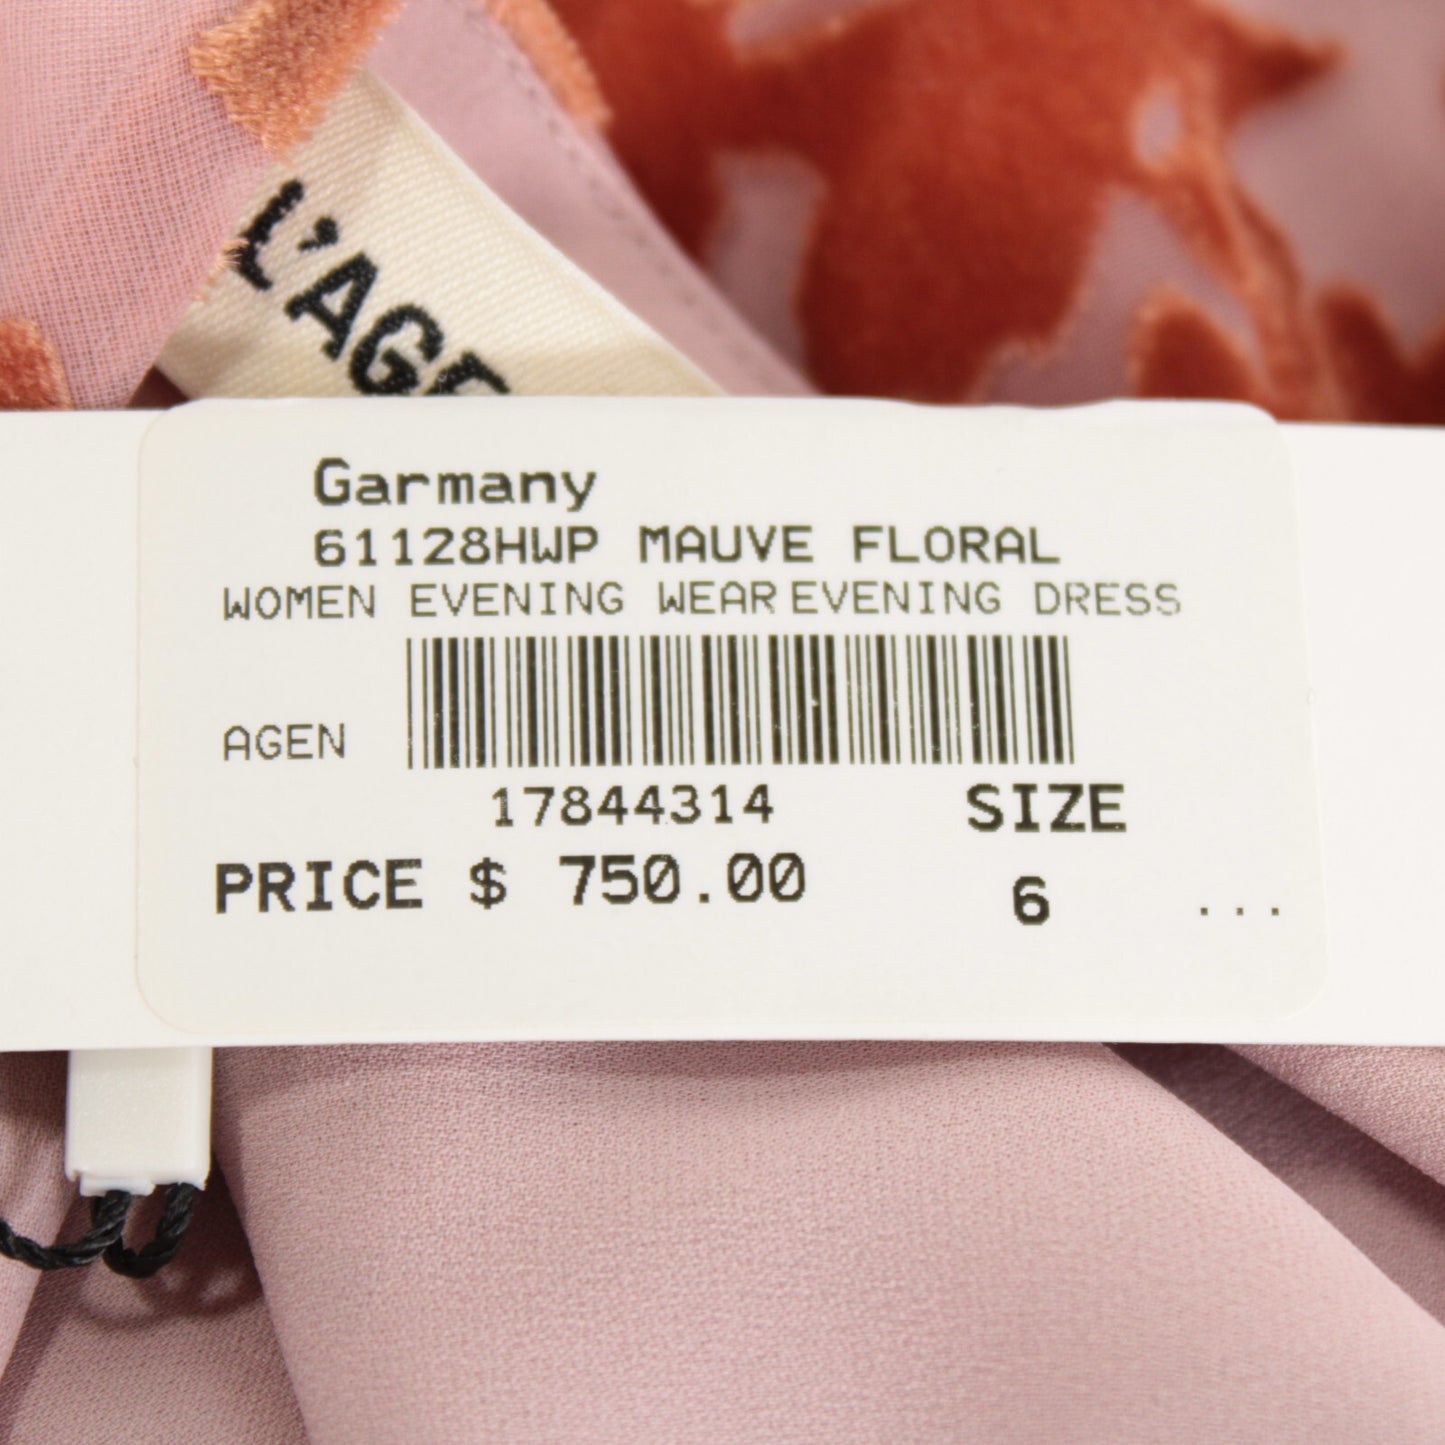 L'AGE
Garmany
61128HWP MAUVE FLORAL
WOMEN EVENING WEAR EVENING DRESS
AGEN
17844314
SIZE
PRICE $ 750.00
6
...